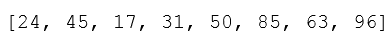 [24, 45, 17, 31, 50, 85, 63, 96]